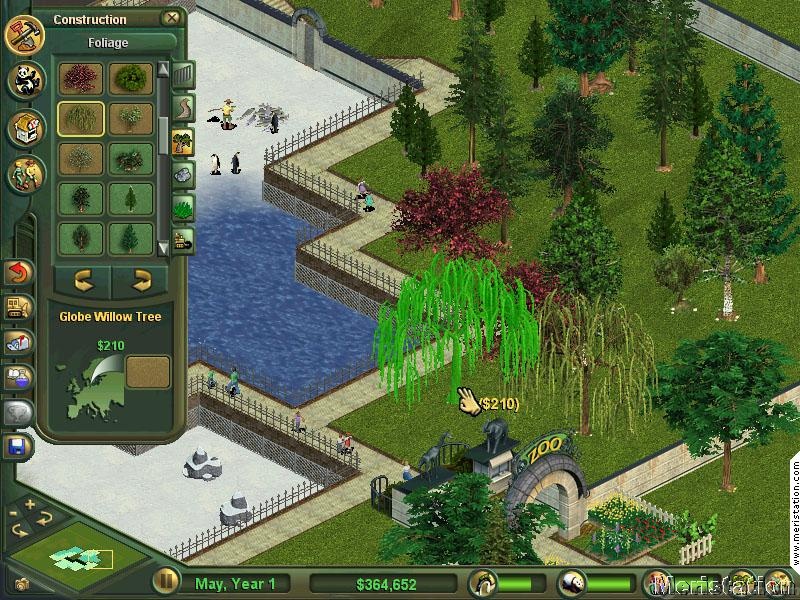 Construction
Foliage
Globe Willow Tree
$210
($210)
ZOO
May, Year 1
$364,652
www.meristation.com
Meristation